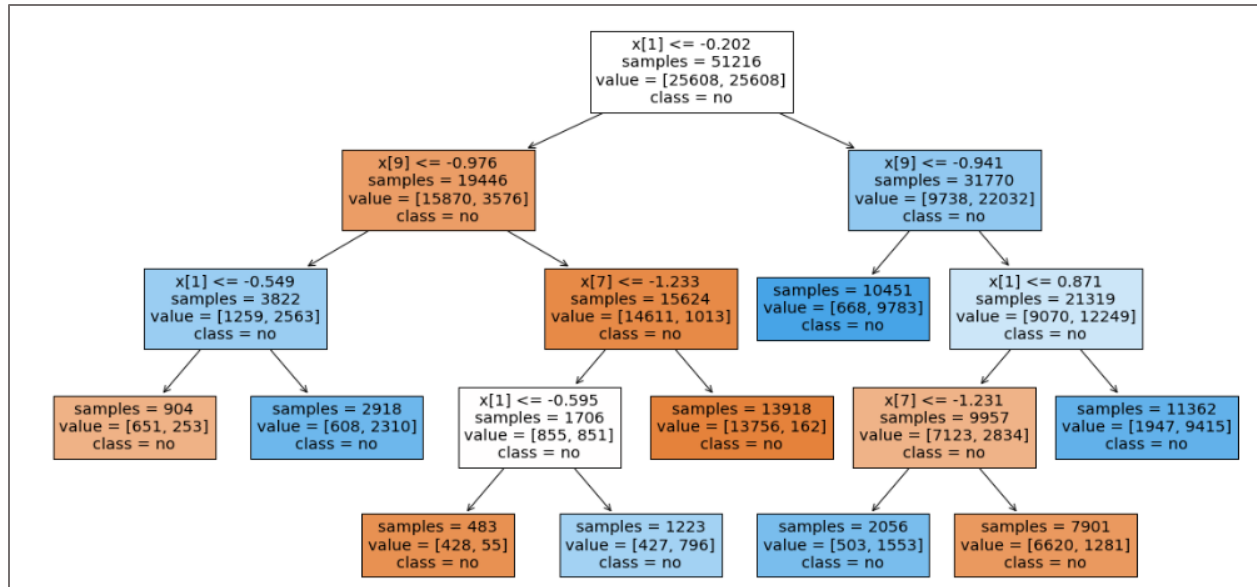 x[1] <= -0.202
samples = 51216
value = [25608, 25608]
class = no
x[9] <= -0.976
samples = 19446
value = [15870, 3576]
class = no
x[9] <= -0.941
samples = 31770
value = [9738, 22032]
class = no
x[1] <= -0.549
samples = 3822
value = [1259, 2563]
class = no
x[7] <= -1.233
samples = 15624
value = [14611, 1013]
class = no
samples = 10451
value = [668, 9783]
class = no
x[1] <= 0.871
samples = 21319
value = [9070, 12249]
class = no
samples = 904
value = [651, 253]
class = no
samples = 2918
value = [608, 2310]
class = no
x[1] <= -0.595
samples = 1706
value = [855, 851]
class = no
samples = 13918
value = [13756, 162]
class = no
x[7] <= -1.231
samples = 9957
value = [7123, 2834]
class = no
samples = 11362
value = [1947, 9415]
class = no
samples = 483
value = [428, 55]
class = no
samples = 1223
value = [427, 796]
class = no
samples = 2056
value = [503, 1553]
class = no
samples = 7901
value = [6620, 1281]
class = no